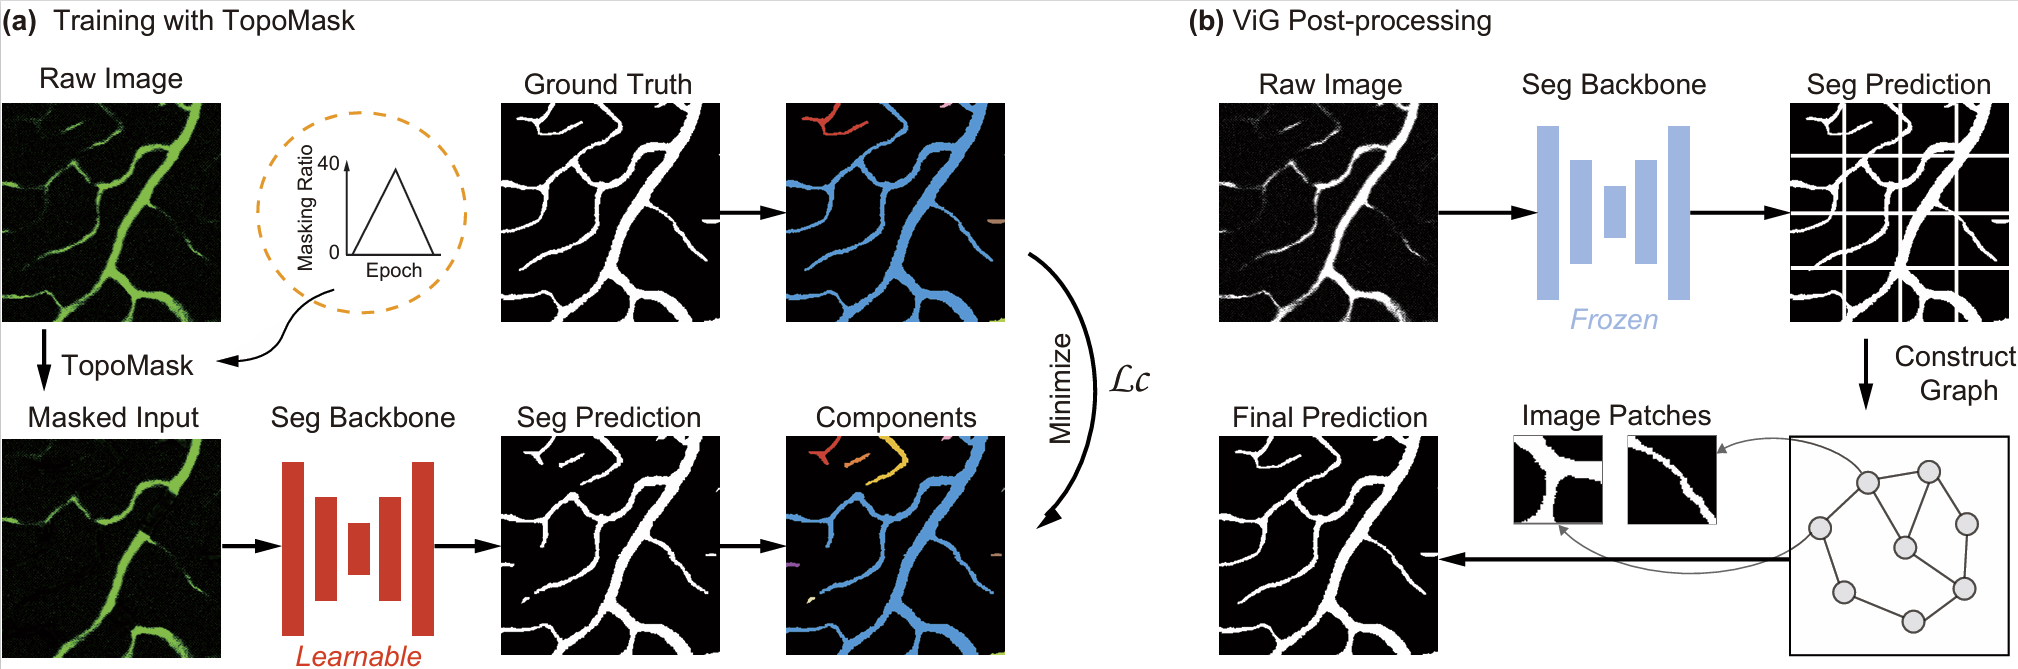 (a) Training with TopoMask
Raw Image
40
Masking Ratio
0
Epoch
Ground Truth
TopoMask
Minimize
ℒc
Masked Input
Seg Backbone
Learnable
Seg Prediction
Components
(b) ViG Post-processing
Raw Image
Seg Backbone
Frozen
Seg Prediction
Construct
Graph
Image Patches
Final Prediction